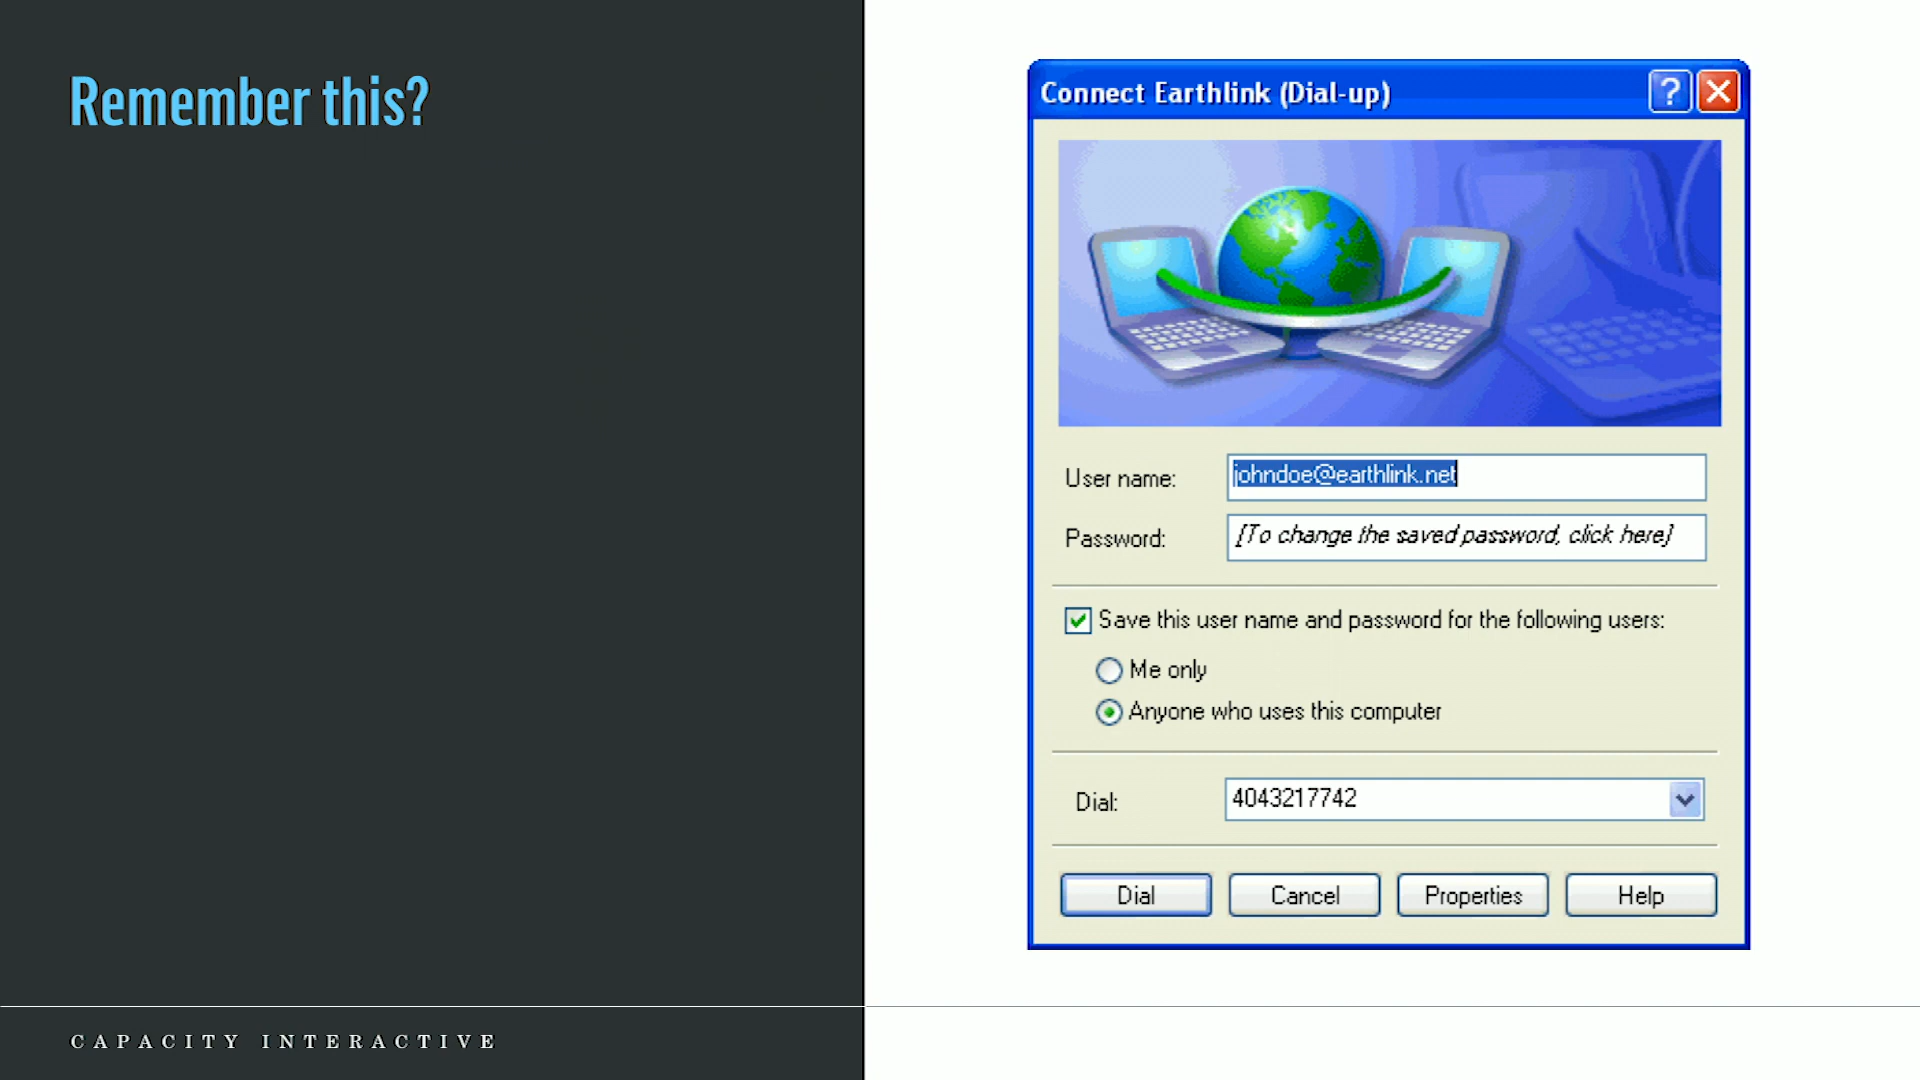 Remember this?
Connect Earthlink (Dial-up)
?
User name: johndoe@earthlink.net
Password: [To change the saved password, click here]
Save this user name and password for the following users:
Me only
Anyone who uses this computer
Dial: 4043217742
Dial Cancel Properties Help
CAPACITY INTERACTIVE